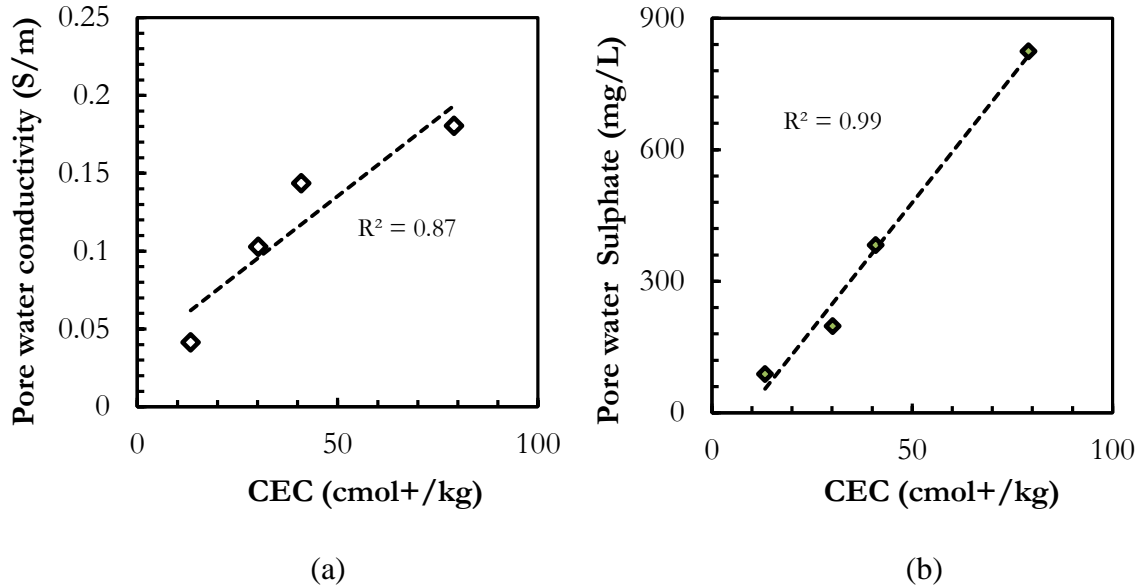 Pore water conductivity (S/m)
0.25
0.2
0.15
0.1
0.05
0
R² = 0.87
0
50
100
CEC (cmol+/kg)
(a)
Pore water Sulphate (mg/L)
900
600
300
0
R² = 0.99
0
50
100
CEC (cmol+/kg)
(b)